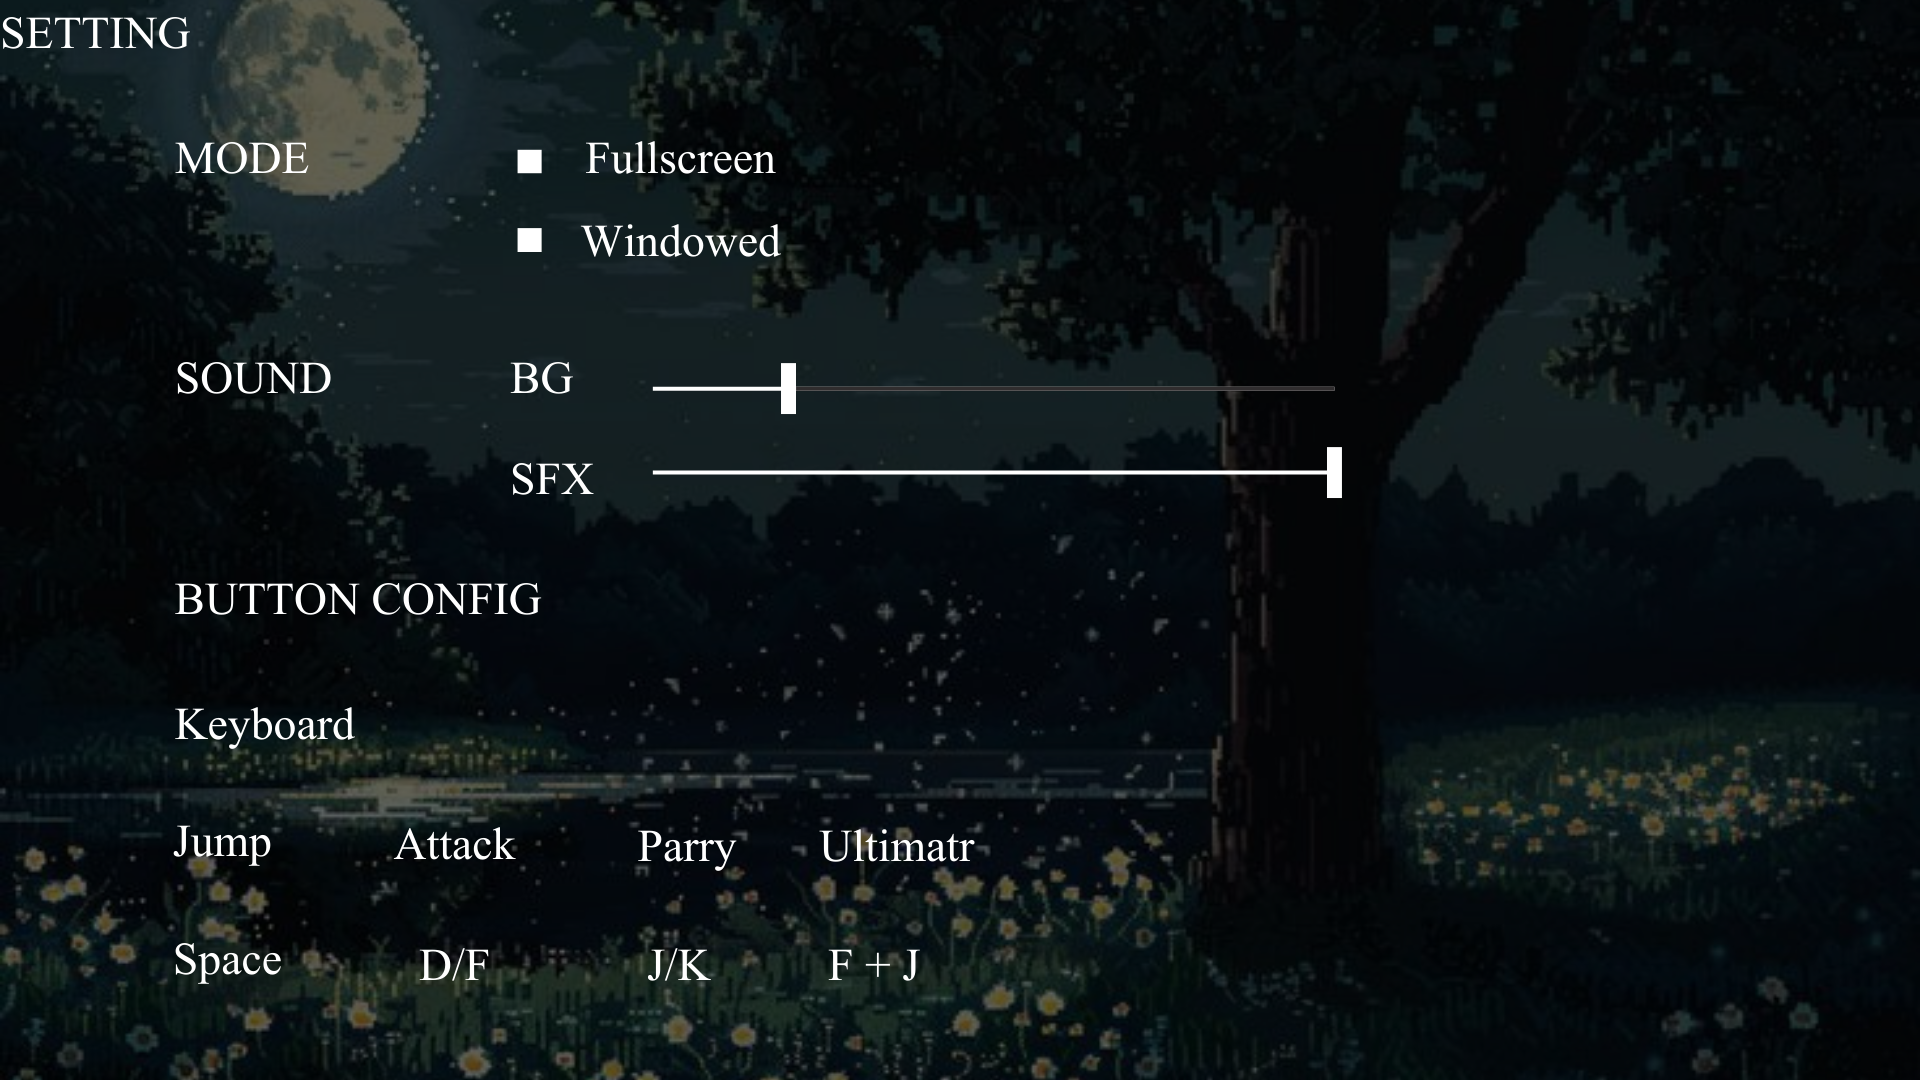 SETTING
MODE
Fullscreen
Windowed
SOUND
BG
SFX
BUTTON CONFIG
Keyboard
Jump Attack Parry Ultimatr
Space D/F J/K F + J